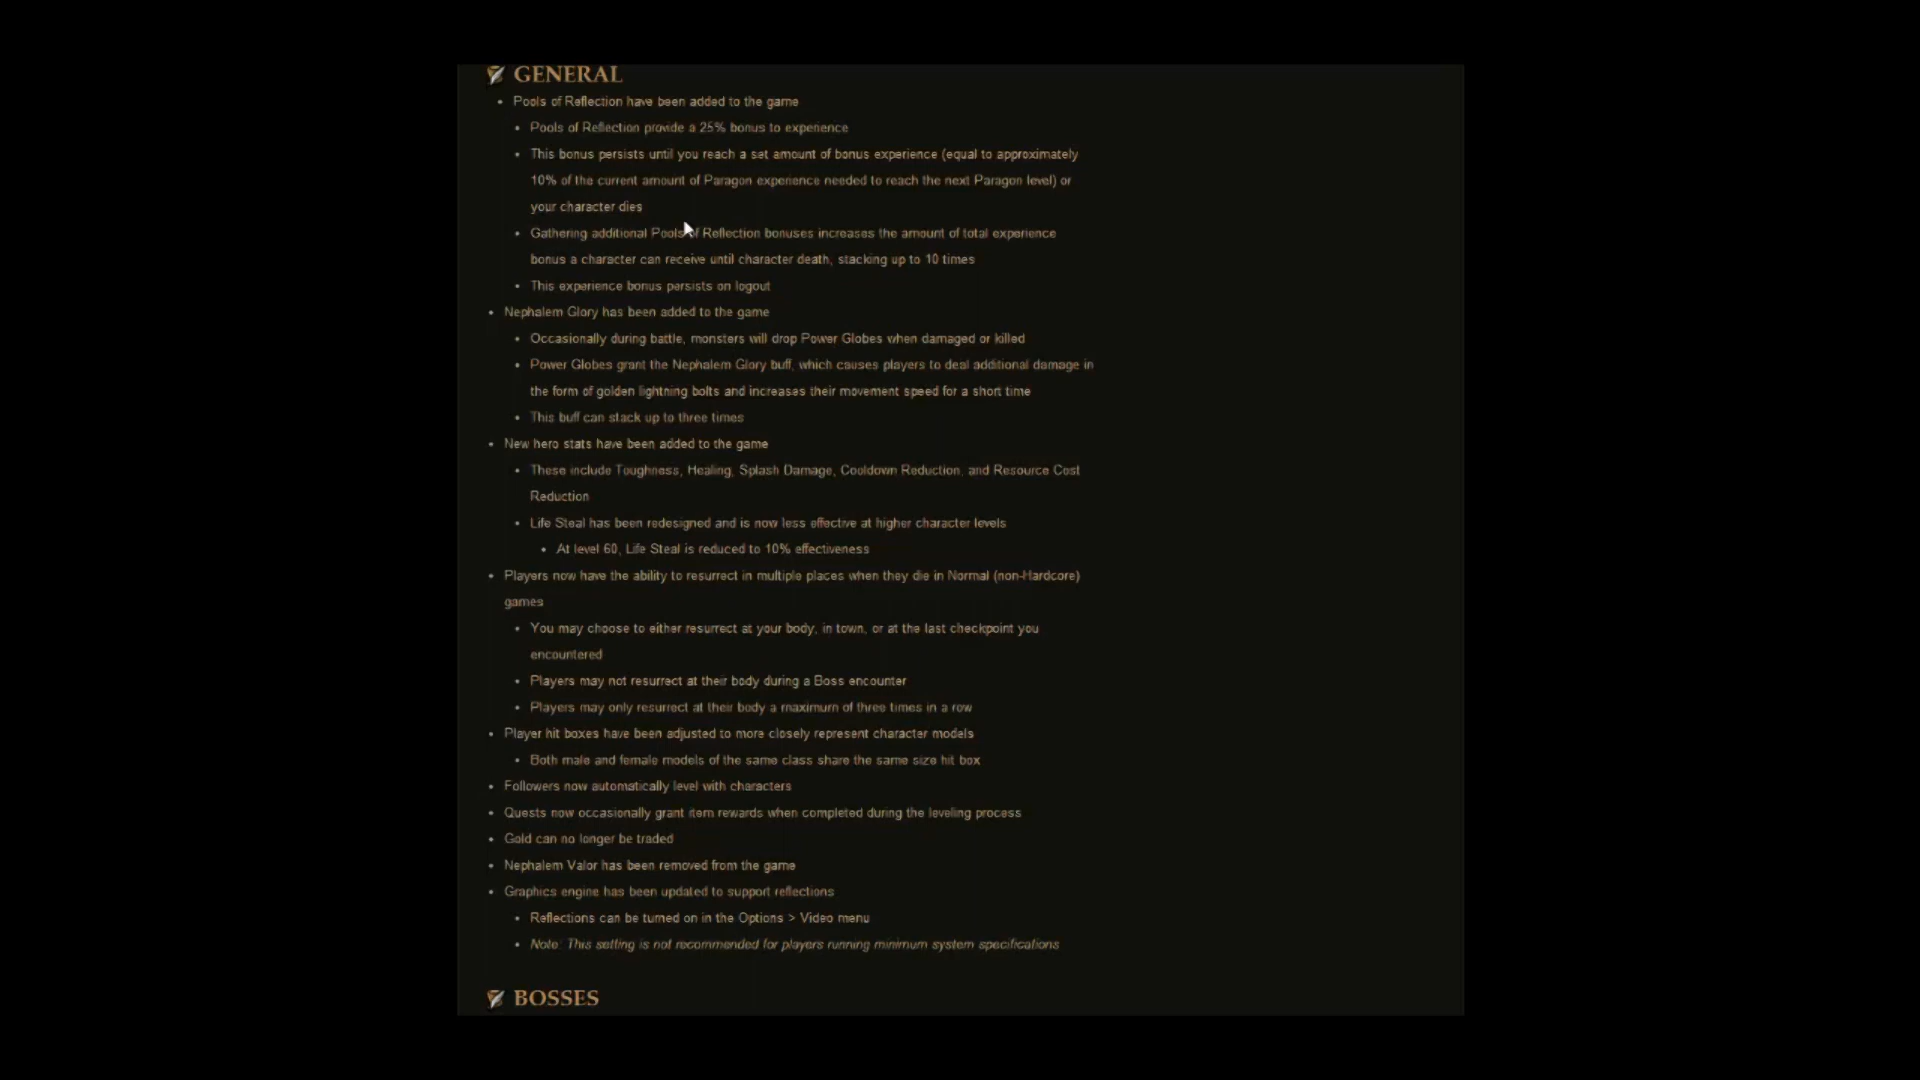 GENERAL
• Pools of Reflection have been added to the game
• Pools of Reflection provide a 25% bonus to experience
• This bonus persists until you reach a set amount of bonus experience (equal to approximately
10% of the current amount of Paragon experience needed to reach the next Paragon level) or
your character dies
• Gathering additional Pools of Reflection bonuses increases the amount of total experience
bonus a character can receive until character death, stacking up to 10 times
• This experience bonus persists on logout
• Nephalem Glory has been added to the game
• Occasionally during battle, monsters will drop Power Globes when damaged or killed
• Power Globes grant the Nephalem Glory buff, which causes players to deal additional damage in
the form of golden lightning bolts and increases their movement speed for a short time
• This buff can stack up to three times
• New hero stats have been added to the game
• These include Toughness, Healing, Splash Damage, Cooldown Reduction, and Resource Cost
Reduction
• Life Steal has been redesigned and is now less effective at higher character levels
• At level 60, Life Steal is reduced to 10% effectiveness
• Players now have the ability to resurrect in multiple places when they die in Normal (non-Hardcore)
games
• You may choose to either resurrect at your body, in town, or at the last checkpoint you
encountered
• Players may not resurrect at their body during a Boss encounter
• Players may only resurrect at their body a maximum of three times in a row
• Player hit boxes have been adjusted to more closely represent character models
• Both male and female models of the same class share the same size hit box
• Followers now automatically level with characters
• Quests now occasionally grant item rewards when completed during the leveling process
• Gold can no longer be traded
• Nephalem Valor has been removed from the game
• Graphics engine has been updated to support reflections
• Reflections can be turned on in the Options > Video menu
• Note: This setting is not recommended for players running minimum system specifications
BOSSES